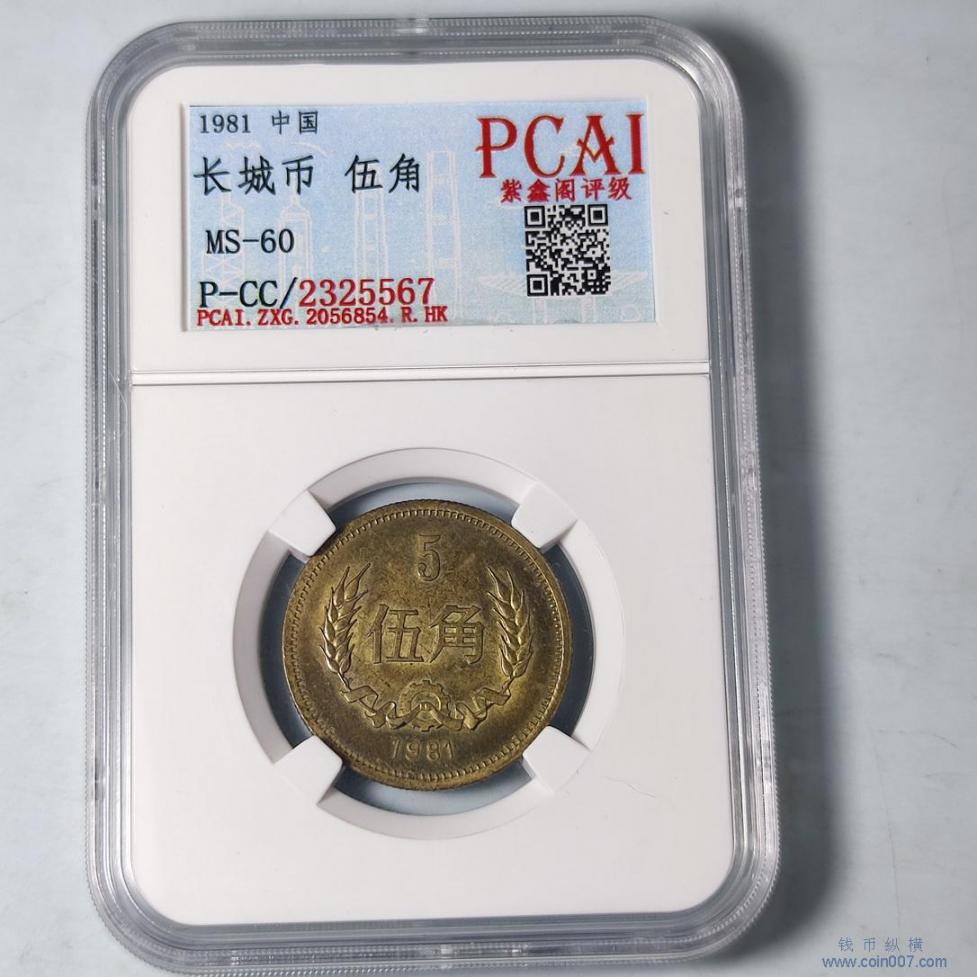 1981 中国
长城币 伍角
MS-60
P-CC/2325567
PCAI.ZXG.2056854.R.HK
PCAI
紫鑫阁评级
5
伍角
1981
钱币纵横
www.coin007.com